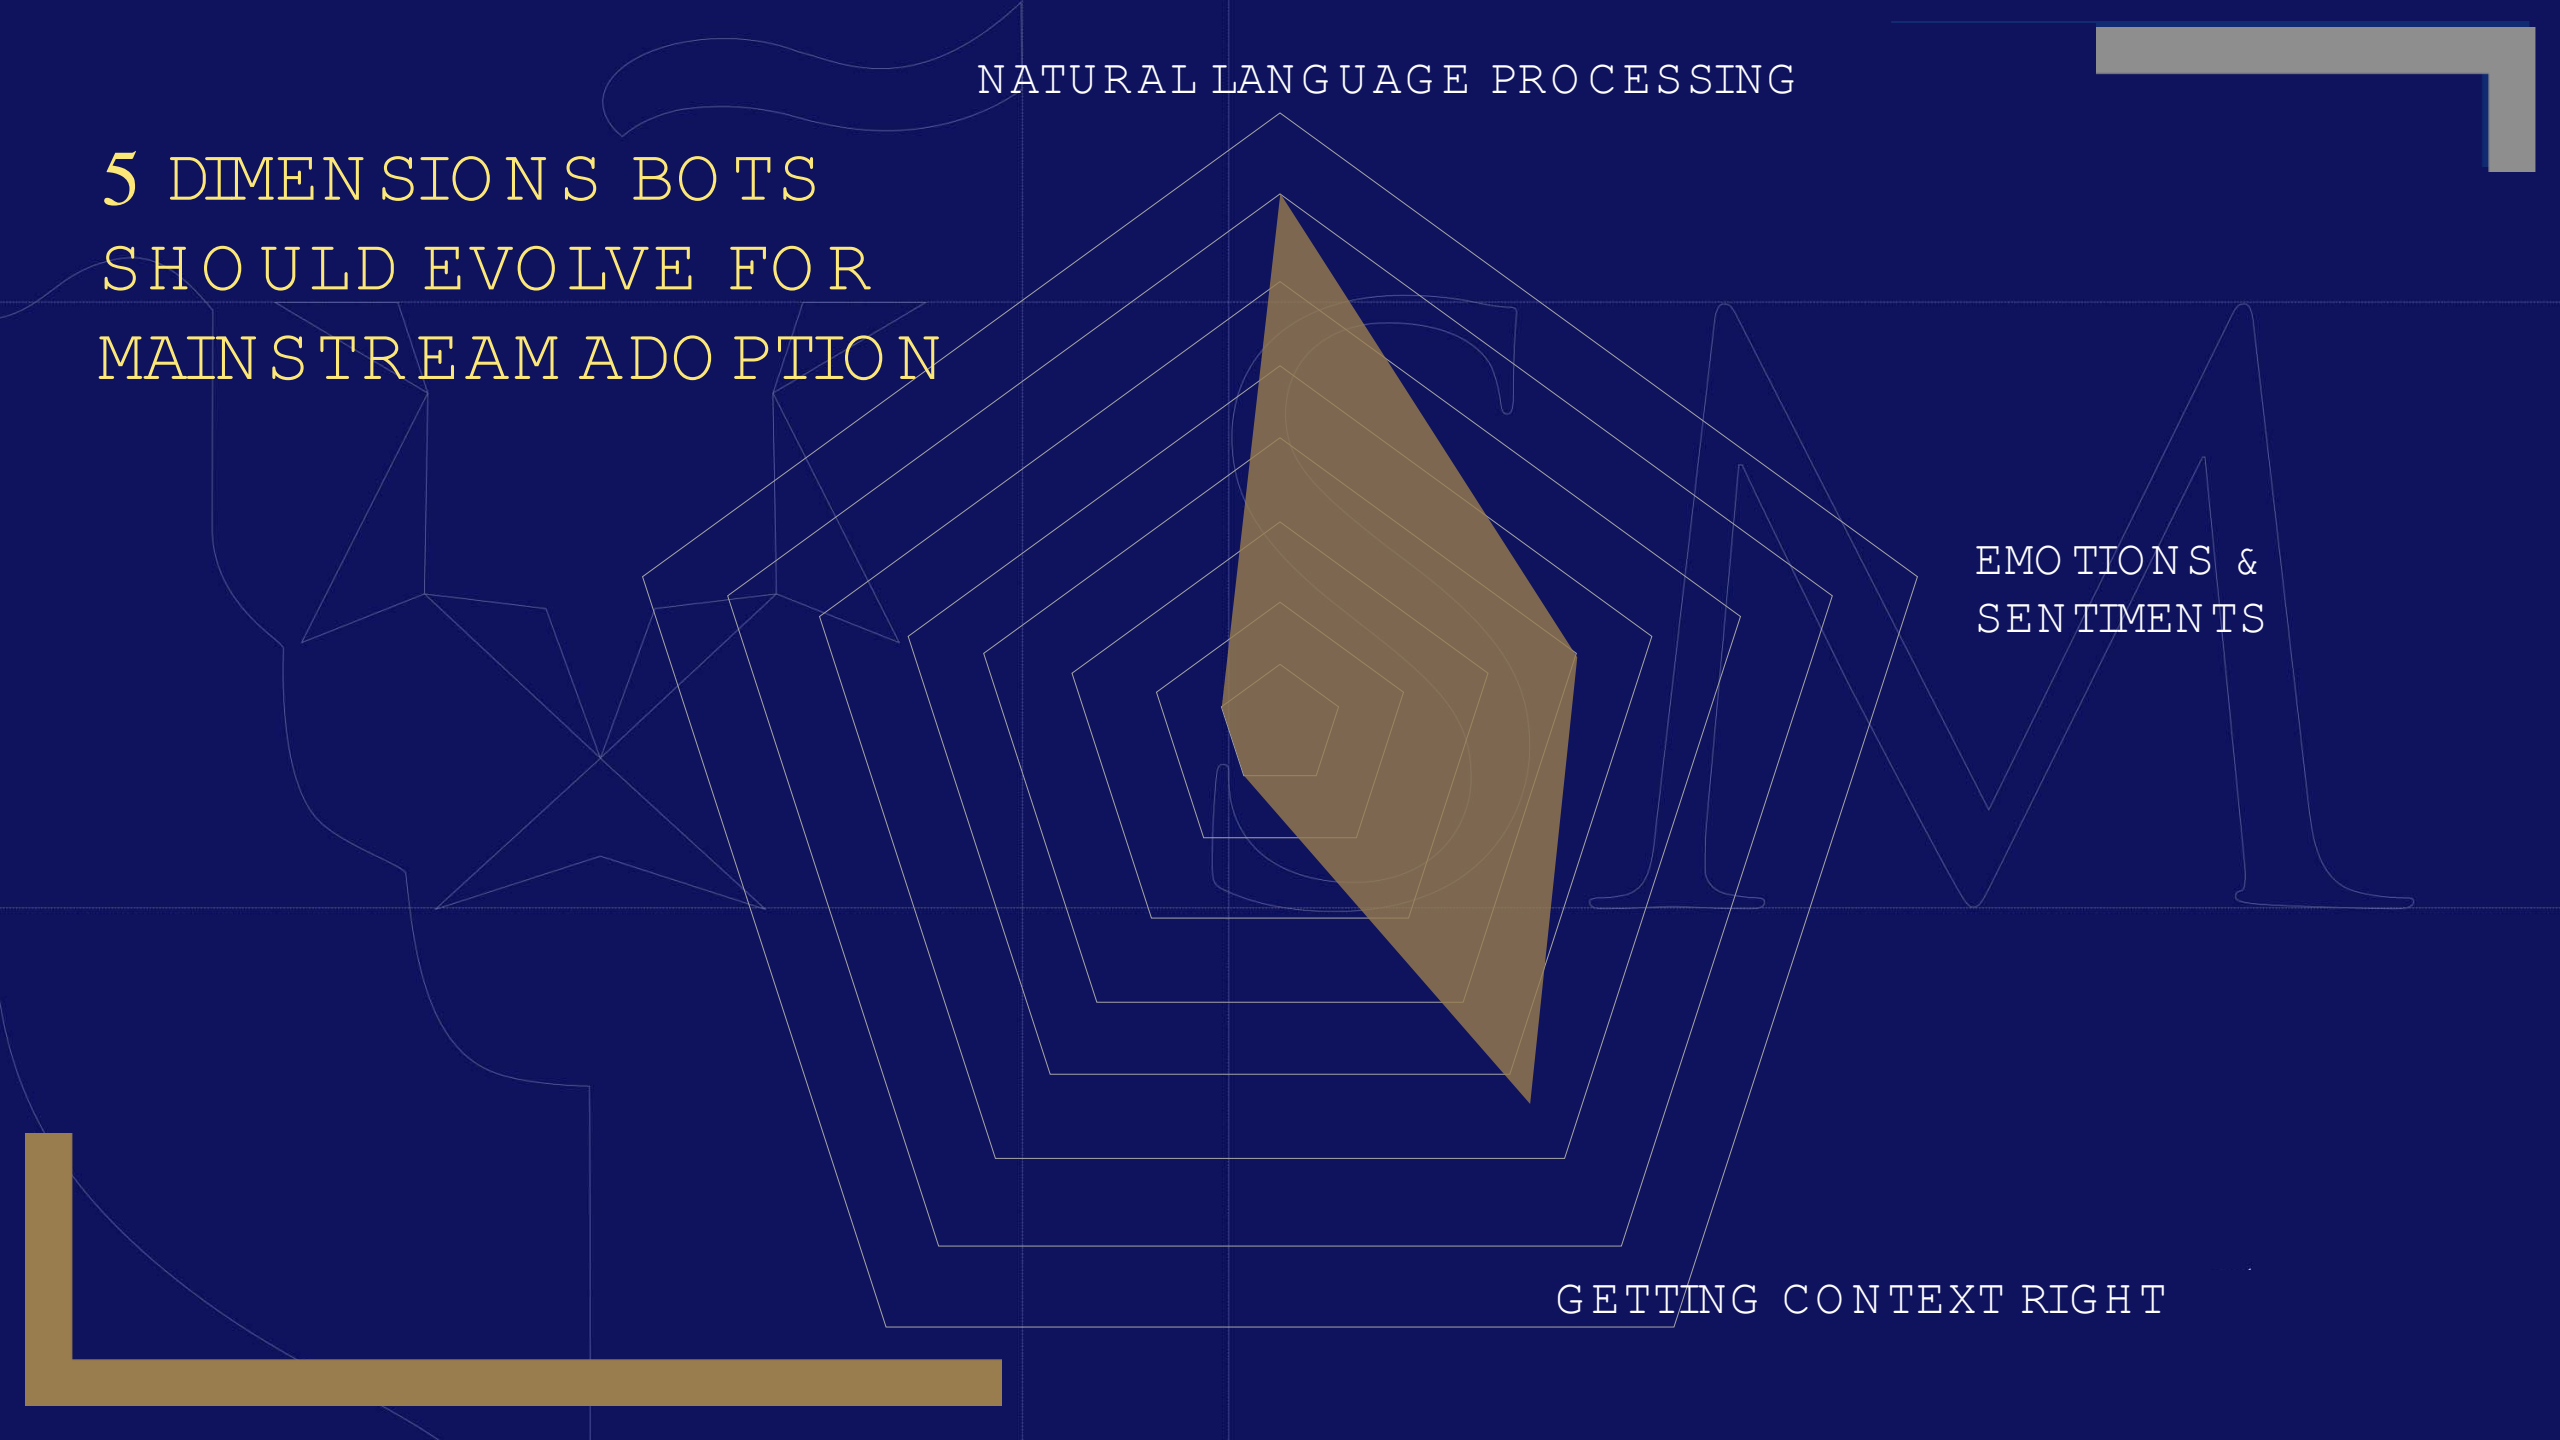 NATURAL LANGUAGE PROCESSING
5 DIMENSIONS BOTS
SHOULD EVOLVE FOR
MAINSTREAM ADOPTION
EMOTIONS &
SENTIMENTS
GETTING CONTEXT RIGHT